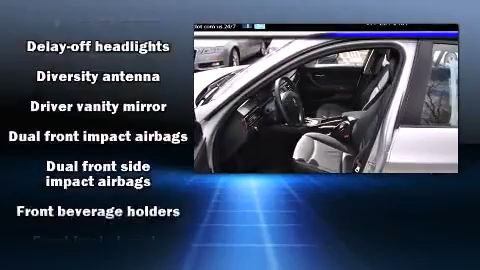 Delay-off headlights
Diversity antenna
Driver vanity mirror
Dual front impact airbags
Dual front side
impact airbags
Front beverage holders